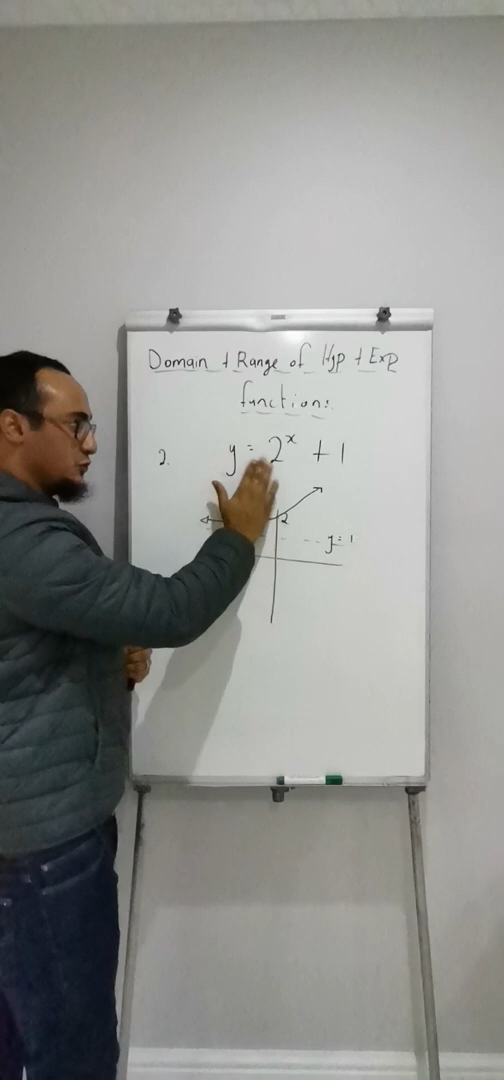 Domain + Range of Hyp + Exp
functions
2. y = 2ˣ + 1
2
y = 1